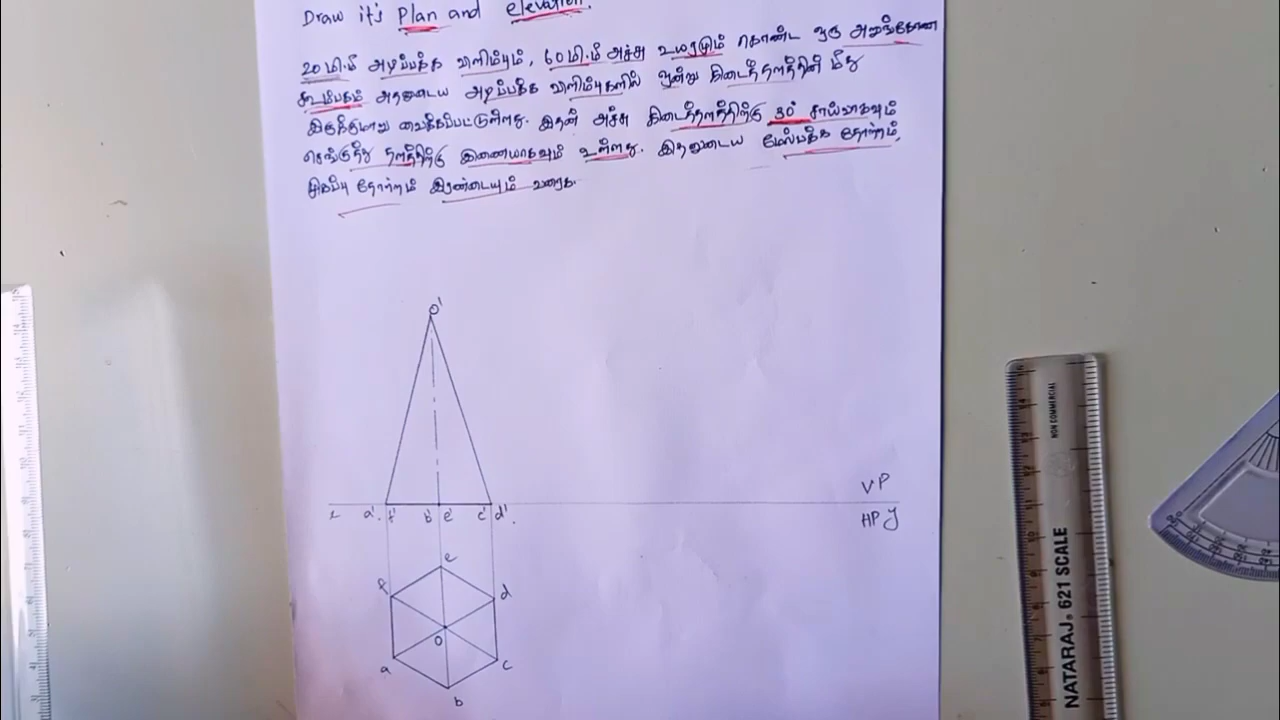 Draw it's Plan and elevation.
20 மி.மீ அடிப்பக்க விளிம்பும், 60 மி.மீ அச்சு உயரமும் கொண்ட ஒரு அறுங்கோண
கூம்பகம் அதனுடைய அடிப்பக்க விளிம்புகளில் ஒன்று கிடைத்தளத்தின் மீது
இருக்குமாறு வைக்கப்பட்டுள்ளது. இதன் அச்சு கிடைத்தளத்திற்கு 30° சாய்வாகவும்
செங்குத்து தளத்திற்கு இணையாகவும் உள்ளது. இதனுடைய மேல்பக்க தோற்றம்,
முகப்பு தோற்றம் இரண்டையும் வரைக.
o'
VP
x a' f' b' e' c' d' HP y
e
f d
o
a c
b
NON COMMERCIAL
NATARAJ 621 SCALE